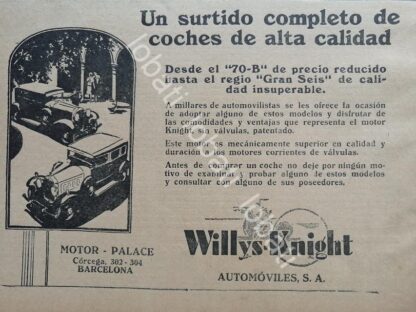 Un surtido completo de
coches de alta calidad
Desde el "70-B" de precio reducido
hasta el regio "Gran Seis" de cali-
dad insuperable.
A millares de automovilistas se les ofrece la ocasión
de adoptar alguno de estos modelos y disfrutar de
las comodidades y ventajas que representa el motor
Knight sin válvulas, patentado.
Este motor es mecánicamente superior en calidad y
duración a los motores corrientes de válvulas.
Antes de comprar un coche no deje por ningún mo-
tivo de examinar y probar alguno de estos modelos
y consultar con alguno de sus poseedores.
MOTOR - PALACE
Córcega, 302 - 304
BARCELONA
Willys-Knight
AUTOMÓVILES, S. A.